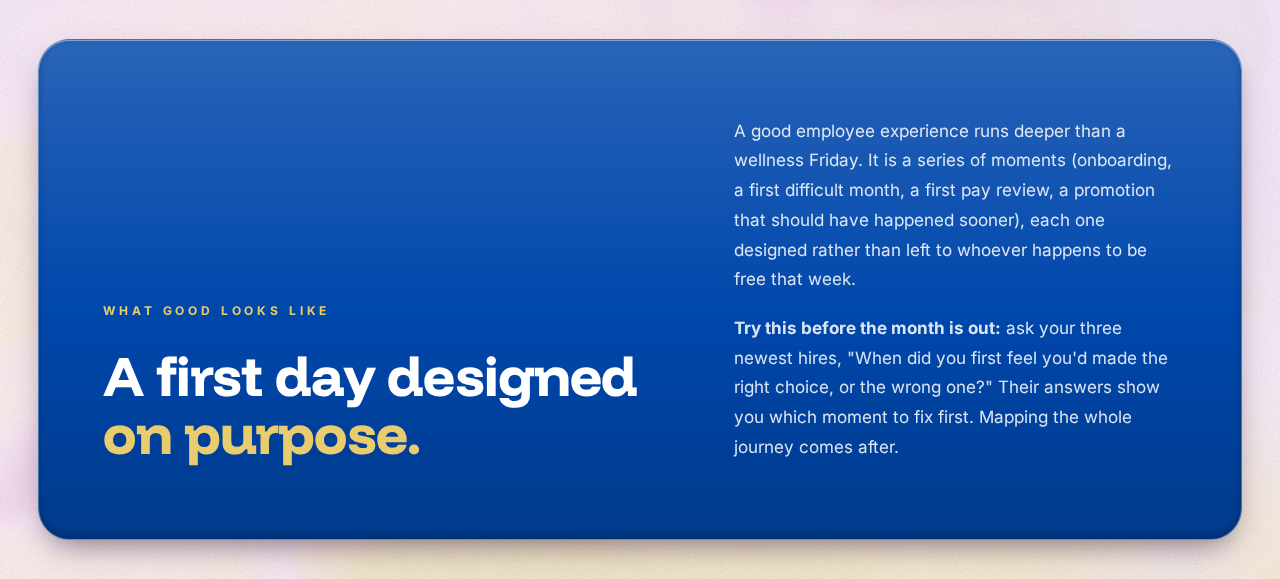 WHAT GOOD LOOKS LIKE
A first day designed
on purpose.
A good employee experience runs deeper than a
wellness Friday. It is a series of moments (onboarding,
a first difficult month, a first pay review, a promotion
that should have happened sooner), each one
designed rather than left to whoever happens to be
free that week.
Try this before the month is out: ask your three
newest hires, "When did you first feel you'd made the
right choice, or the wrong one?" Their answers show
you which moment to fix first. Mapping the whole
journey comes after.